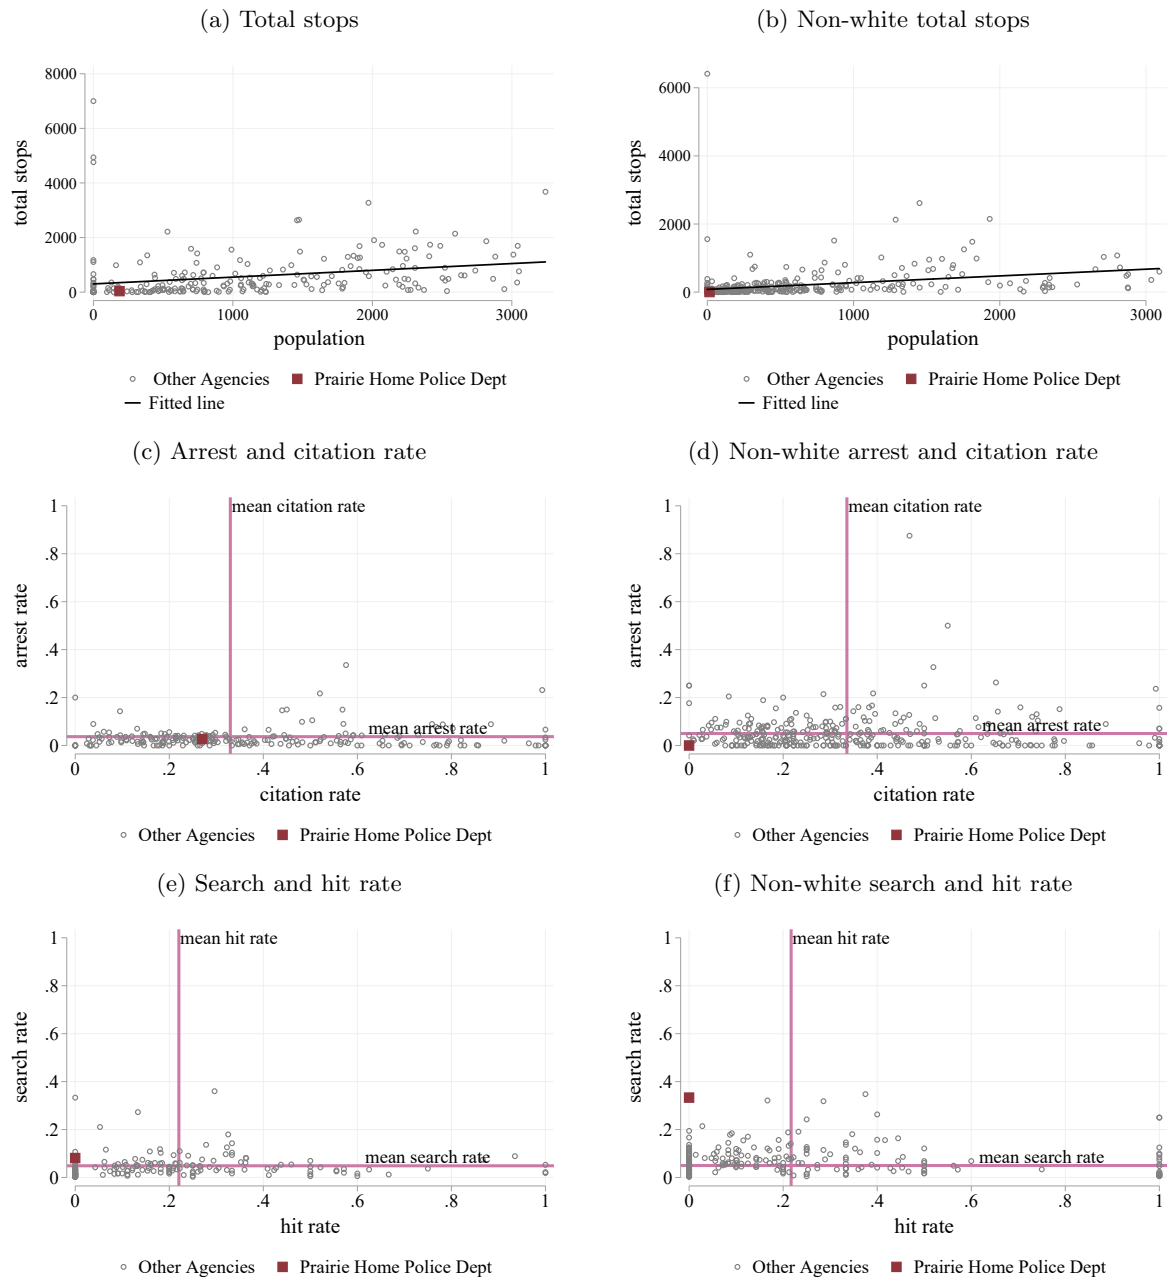 (a) Total stops
8000
6000
4000
2000
0
total stops
0 1000 2000 3000
population
Other Agencies Prairie Home Police Dept
Fitted line
(b) Non-white total stops
6000
4000
2000
0
total stops
0 1000 2000 3000
population
Other Agencies Prairie Home Police Dept
Fitted line
(c) Arrest and citation rate
1
.8
.6
.4
.2
0
arrest rate
mean citation rate
mean arrest rate
0 .2 .4 .6 .8 1
citation rate
Other Agencies Prairie Home Police Dept
(d) Non-white arrest and citation rate
1
.8
.6
.4
.2
0
arrest rate
mean citation rate
mean arrest rate
0 .2 .4 .6 .8 1
citation rate
Other Agencies Prairie Home Police Dept
(e) Search and hit rate
1
.8
.6
.4
.2
0
search rate
mean hit rate
mean search rate
0 .2 .4 .6 .8 1
hit rate
Other Agencies Prairie Home Police Dept
(f) Non-white search and hit rate
1
.8
.6
.4
.2
0
search rate
mean hit rate
mean search rate
0 .2 .4 .6 .8 1
hit rate
Other Agencies Prairie Home Police Dept